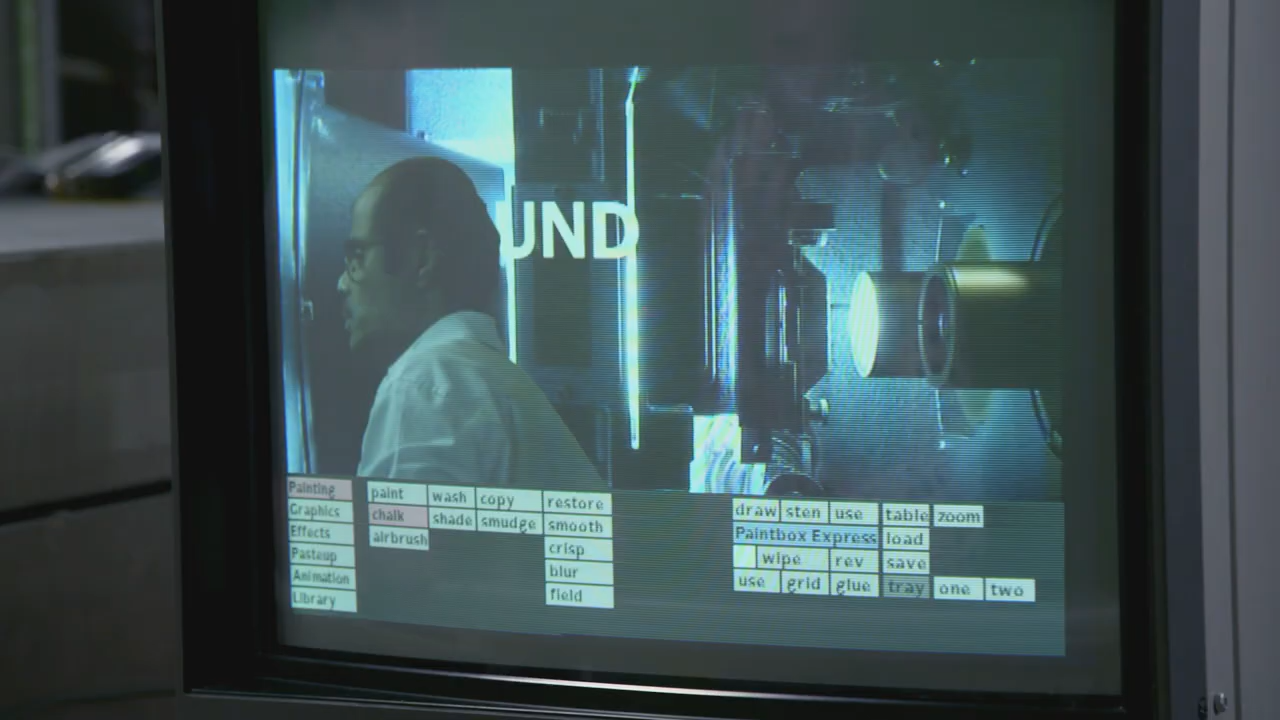 UND
Painting paint wash copy restore
Graphics chalk shade smudge smooth
Effects airbrush crisp
Pasteup blur
Animation field
Library
draw sten use table zoom
Paintbox Express load
wipe rev save
use grid glue tray one two